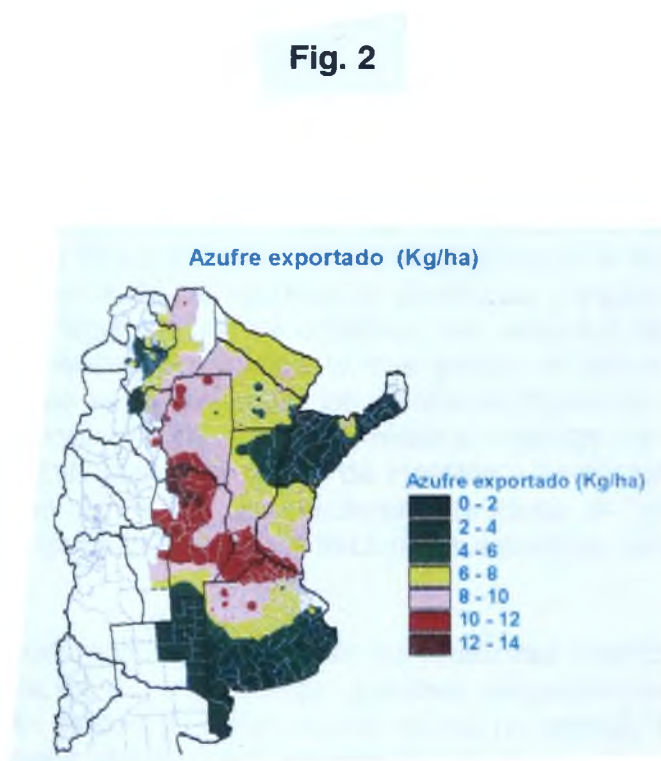 Fig. 2
Azufre exportado (Kg/ha)
Azufre exportado (Kg/ha)
0 - 2
2 - 4
4 - 6
6 - 8
8 - 10
10 - 12
12 - 14